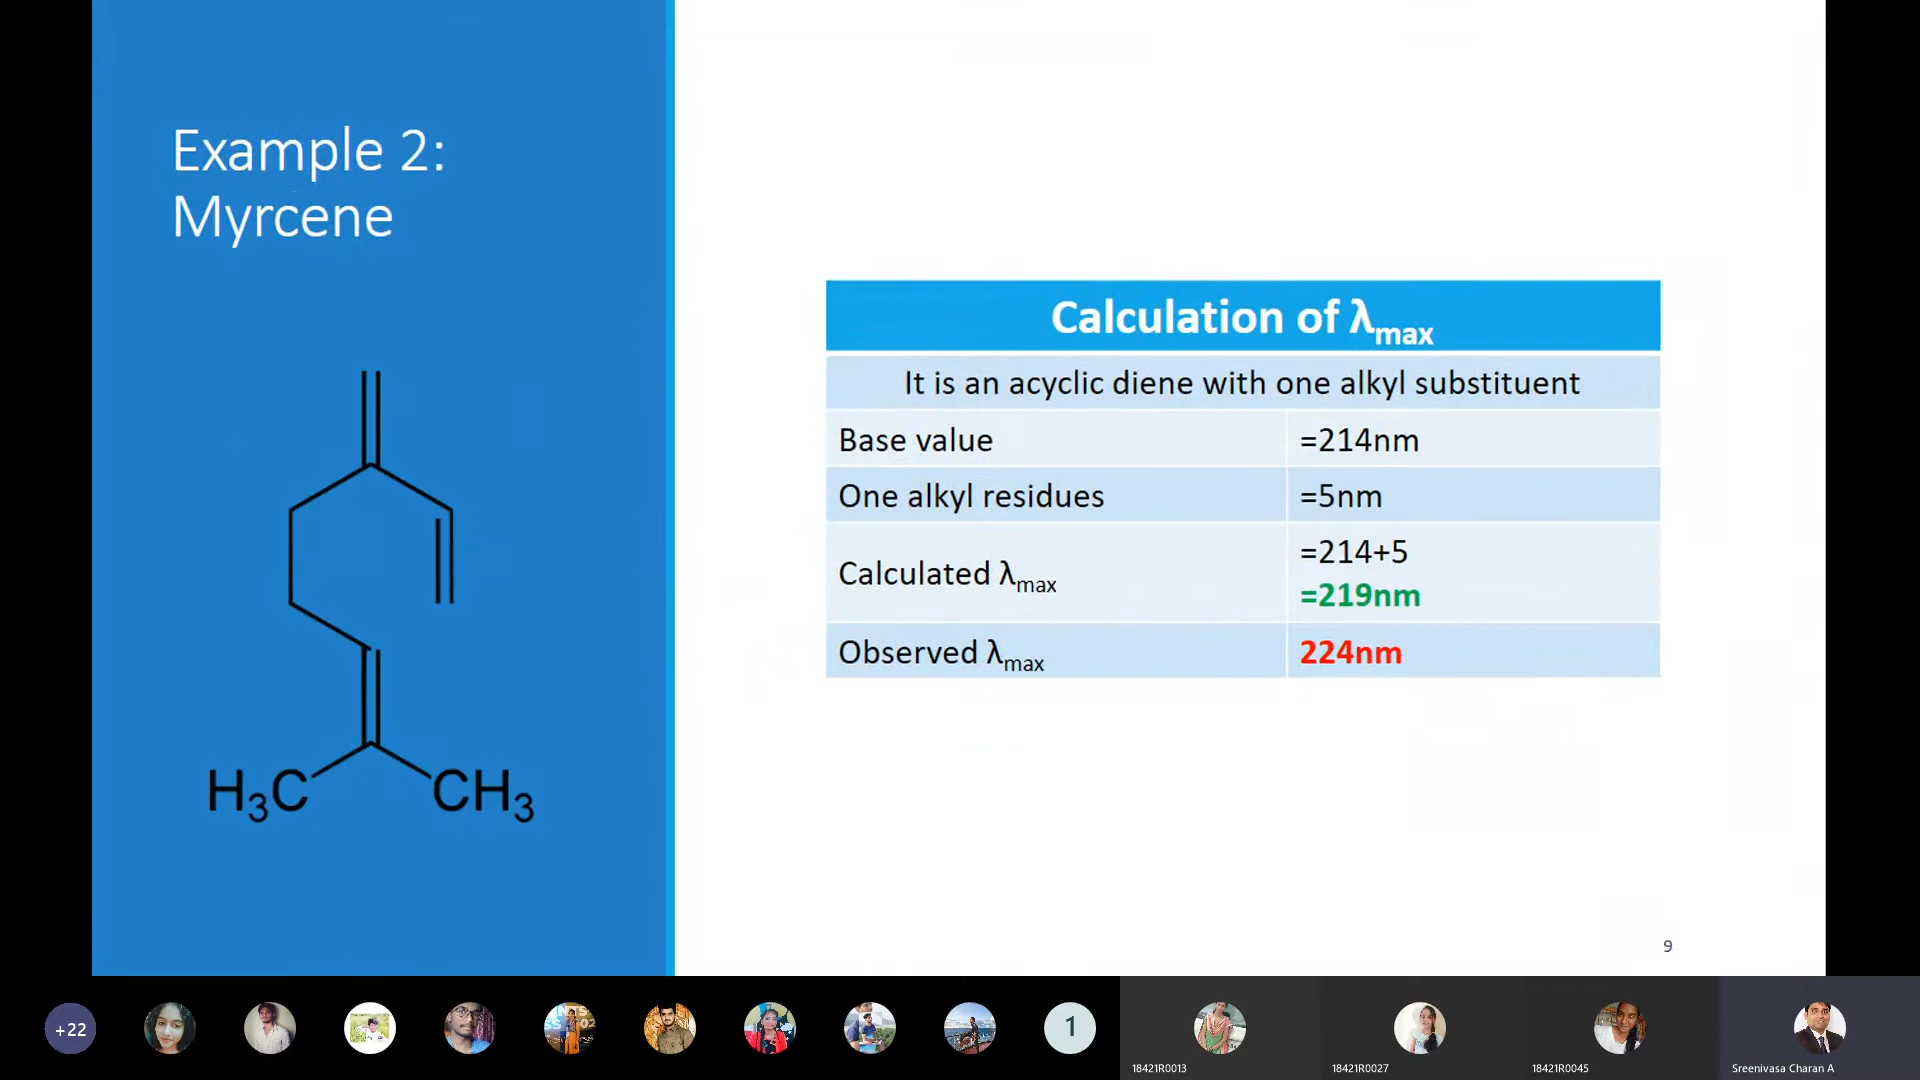 Example 2:
Myrcene
H₃C
CH₃
Calculation of λmax
It is an acyclic diene with one alkyl substituent
Base value =214nm
One alkyl residues =5nm
Calculated λmax =214+5
=219nm
Observed λmax 224nm
9
+22
1
18421R0013
18421R0027
18421R0045
Sreenivasa Charan A